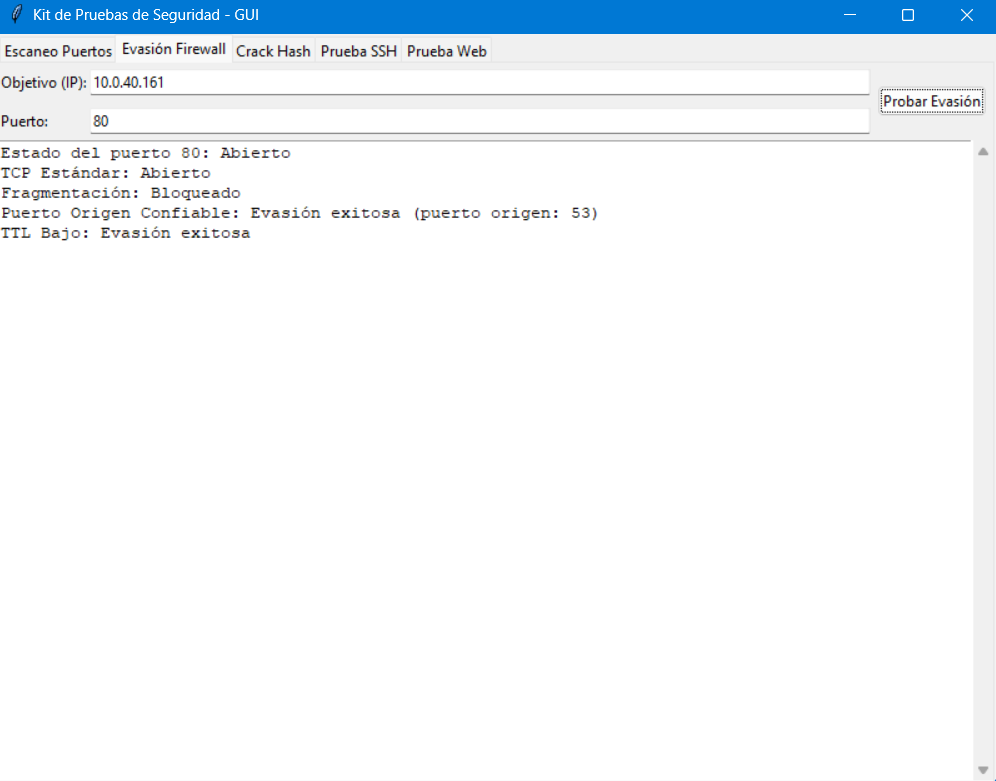 Kit de Pruebas de Seguridad - GUI
Escaneo Puertos Evasión Firewall Crack Hash Prueba SSH Prueba Web
Objetivo (IP): 10.0.40.161
Probar Evasión
Puerto: 80
Estado del puerto 80: Abierto
TCP Estándar: Abierto
Fragmentación: Bloqueado
Puerto Origen Confiable: Evasión exitosa (puerto origen: 53)
TTL Bajo: Evasión exitosa